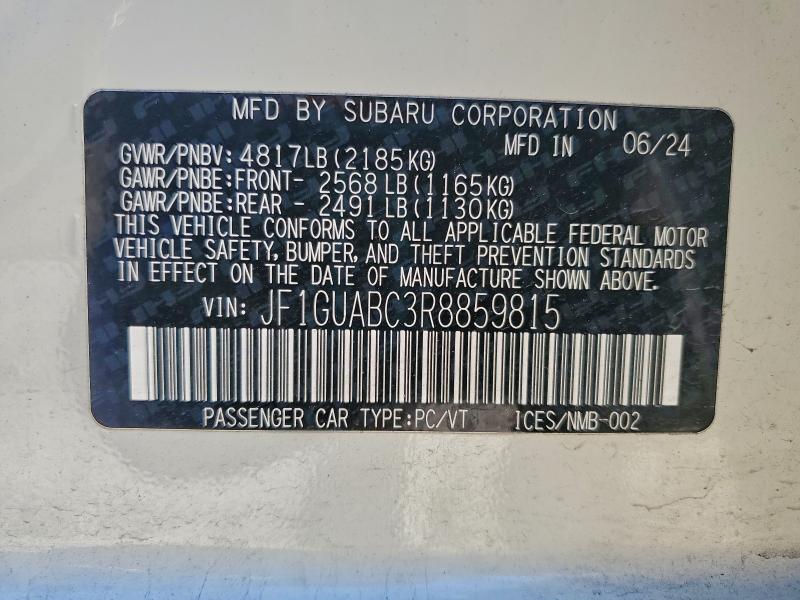 MFD BY SUBARU CORPORATION
MFD IN 06/24
GVWR/PNBV: 4817LB(2185KG)
GAWR/PNBE:FRONT- 2568LB(1165KG)
GAWR/PNBE:REAR - 2491LB(1130KG)
THIS VEHICLE CONFORMS TO ALL APPLICABLE FEDERAL MOTOR
VEHICLE SAFETY, BUMPER, AND THEFT PREVENTION STANDARDS
IN EFFECT ON THE DATE OF MANUFACTURE SHOWN ABOVE.
VIN: JF1GUABC3R8859815
PASSENGER CAR TYPE:PC/VT ICES/NMB-002